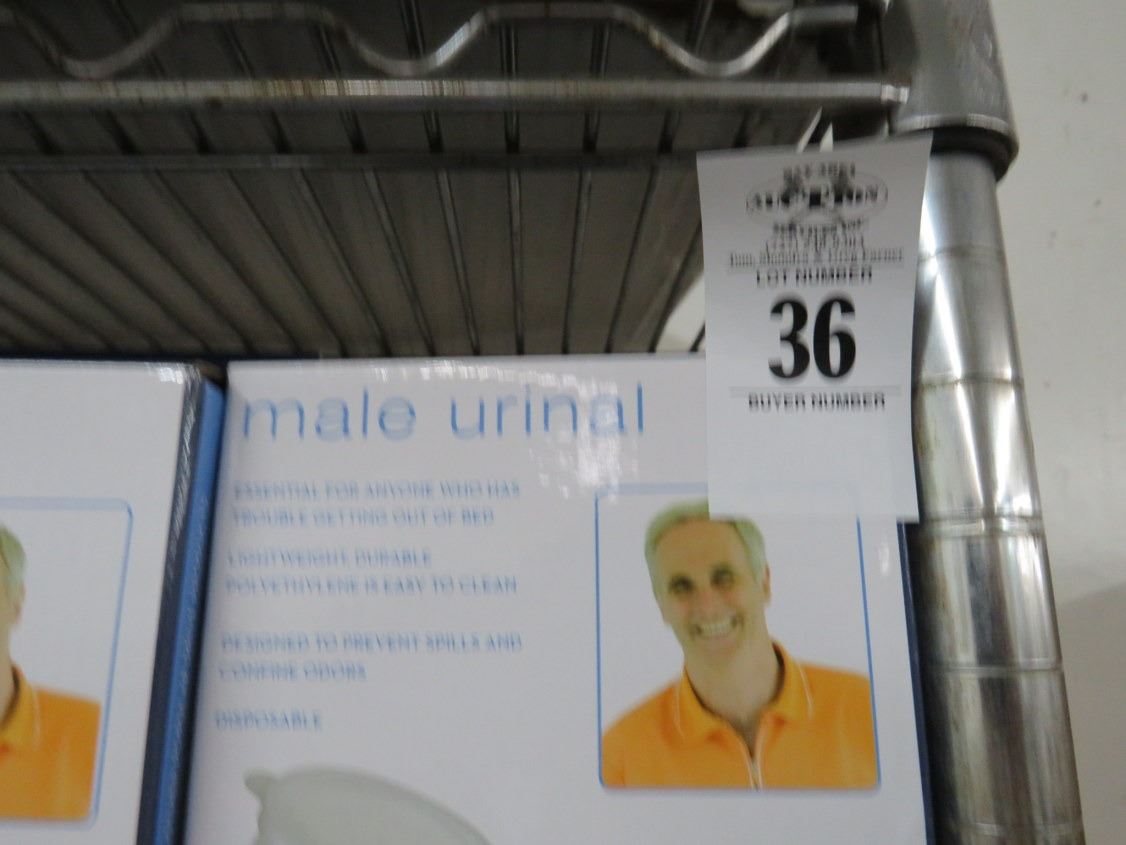 AUCTION
LOT NUMBER
36
BUYER NUMBER
male urinal
ESSENTIAL FOR ANYONE WHO HAS
TROUBLE GETTING OUT OF BED
LIGHTWEIGHT, DURABLE
POLYETHYLENE IS EASY TO CLEAN
DESIGNED TO PREVENT SPILLS AND
CONFINE ODORS
DISPOSABLE